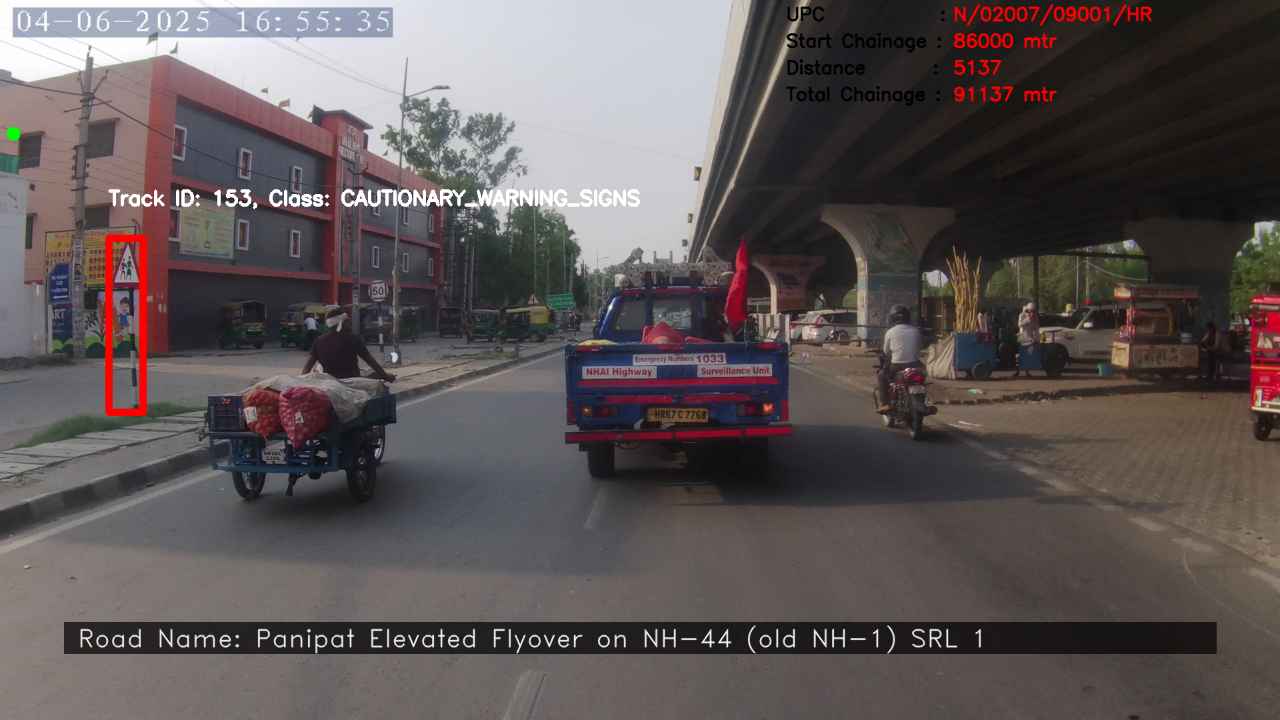 04-06-2025 16:55:35
UPC : N/02007/09001/HR
Start Chainage : 86000 mtr
Distance : 5137
Total Chainage : 91137 mtr
Track ID: 153, Class: CAUTIONARY_WARNING_SIGNS
50
Emergency Numbers 1033
NHAI Highway Surveillance Unit
HR67C7768
Road Name: Panipat Elevated Flyover on NH-44 (old NH-1) SRL 1